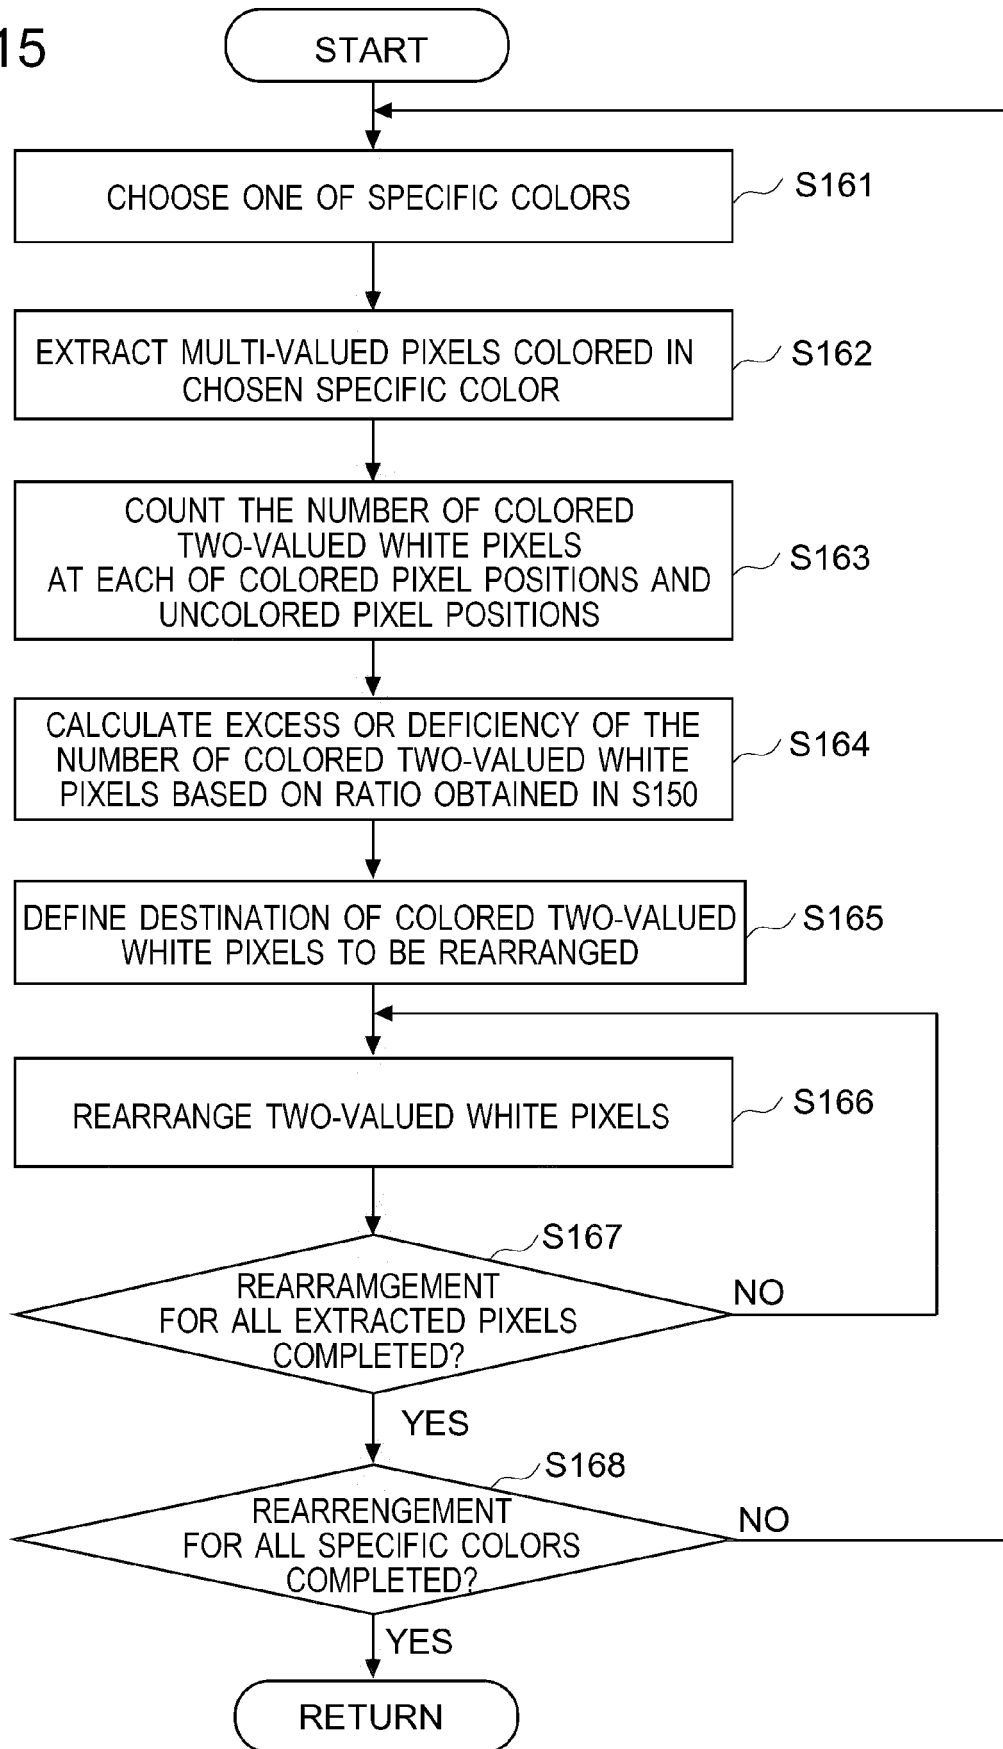 15
START
CHOOSE ONE OF SPECIFIC COLORS
S161
EXTRACT MULTI-VALUED PIXELS COLORED IN
CHOSEN SPECIFIC COLOR
S162
COUNT THE NUMBER OF COLORED
TWO-VALUED WHITE PIXELS
AT EACH OF COLORED PIXEL POSITIONS AND
UNCOLORED PIXEL POSITIONS
S163
CALCULATE EXCESS OR DEFICIENCY OF THE
NUMBER OF COLORED TWO-VALUED WHITE
PIXELS BASED ON RATIO OBTAINED IN S150
S164
DEFINE DESTINATION OF COLORED TWO-VALUED
WHITE PIXELS TO BE REARRANGED
S165
REARRANGE TWO-VALUED WHITE PIXELS
S166
S167
REARRAMGEMENT
FOR ALL EXTRACTED PIXELS
COMPLETED?
NO
YES
S168
REARRENGEMENT
FOR ALL SPECIFIC COLORS
COMPLETED?
NO
YES
RETURN